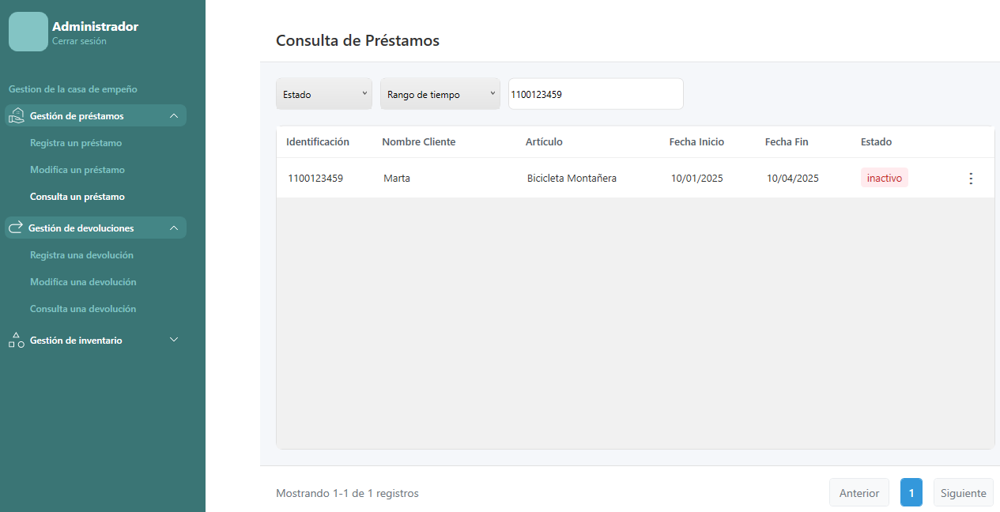 Administrador
Cerrar sesión
Gestion de la casa de empeño
Gestión de préstamos
Registra un préstamo
Modifica un préstamo
Consulta un préstamo
Gestión de devoluciones
Registra una devolución
Modifica una devolución
Consulta una devolución
Gestión de inventario
Consulta de Préstamos
Estado Rango de tiempo 1100123459
Identificación Nombre Cliente Artículo Fecha Inicio Fecha Fin Estado
1100123459 Marta Bicicleta Montañera 10/01/2025 10/04/2025 inactivo
Mostrando 1-1 de 1 registros Anterior 1 Siguiente